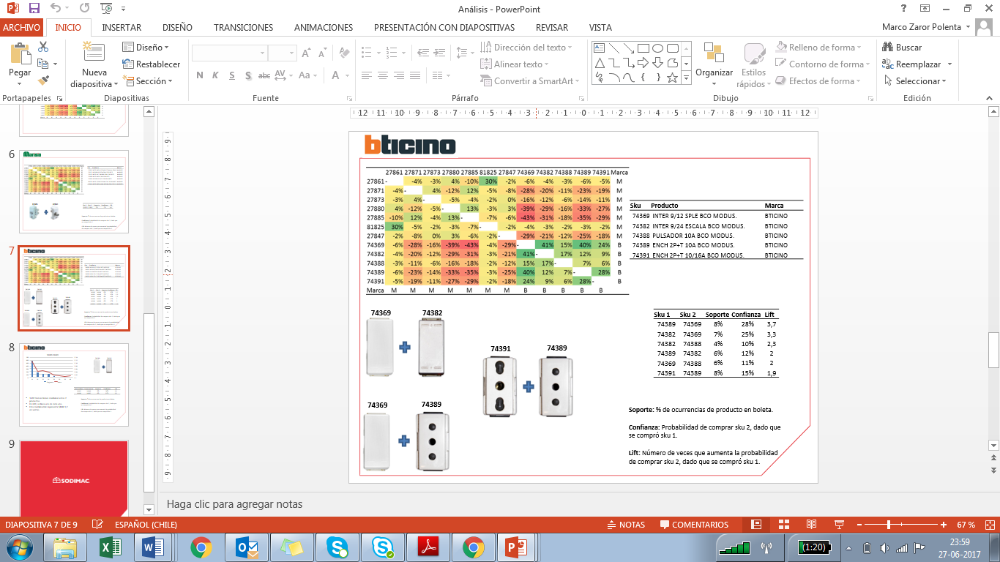 Análisis - PowerPoint
ARCHIVO INICIO INSERTAR DISEÑO TRANSICIONES ANIMACIONES PRESENTACIÓN CON DIAPOSITIVAS REVISAR VISTA Marco Zaror Polenta
Pegar
Portapapeles
Nueva diapositiva
Diseño
Restablecer
Sección
Diapositivas
N K S S abc AV Aa A
Fuente
Dirección del texto
Alinear texto
Convertir a SmartArt
Párrafo
Organizar
Estilos rápidos
Relleno de forma
Contorno de forma
Efectos de forma
Dibujo
Buscar
Reemplazar
Seleccionar
Edición
12 11 10 9 8 7 6 5 4 3 2 1 0 1 2 3 4 5 6 7 8 9 10 11 12
6
7
8
9
SODIMAC
bticino
27861 27871 27873 27880 27885 81825 27847 74369 74382 74388 74389 74391 Marca
27861 - -4% -3% 4% -10% 30% -2% -6% -4% -3% -6% -5% M
27871 -4% - 4% -12% 12% -5% -8% -28% -20% -11% -23% -19% M
27873 -3% 4% - -5% -4% -2% 0% -16% -12% -6% -14% -11% M
27880 4% -12% -5% - 13% -3% 3% -39% -29% -16% -33% -27% M
27885 -10% 12% -4% 13% - -7% -6% -43% -31% -18% -35% -29% M
81825 30% -5% -2% -3% -7% - -2% -4% -3% -2% -3% -2% M
27847 -2% -8% 0% 3% -6% -2% - -29% -21% -12% -25% -18% M
74369 -6% -28% -16% -39% -43% -4% -29% - 41% 15% 40% 24% B
74382 -4% -20% -12% -29% -31% -3% -21% 41% - 17% 12% 9% B
74388 -3% -11% -6% -16% -18% -2% -12% 15% 17% - 7% 9% B
74389 -6% -23% -14% -33% -35% -3% -25% 40% 12% 7% - 28% B
74391 -5% -19% -11% -27% -29% -2% -18% 24% 9% 6% 28% - B
Marca M M M M M M M B B B B B
Sku Producto Marca
74369 INTER 9/12 SPLE BCO MODUS. BTICINO
74382 INTER 9/24 ESCALA BCO MODUS. BTICINO
74388 PULSADOR 10A BCO MODUS. BTICINO
74389 ENCH 2P+T 10A BCO MODUS. BTICINO
74391 ENCH 2P+T 10/16A BCO MODUS. BTICINO
74369 74382
74391 74389
74369 74389
Sku 1 Sku 2 Soporte Confianza Lift
74389 74369 8% 28% 3,7
74382 74369 7% 25% 3,3
74382 74388 4% 10% 2,3
74389 74382 6% 12% 2
74369 74388 6% 11% 2
74391 74389 8% 15% 1,9
Soporte: % de ocurrencias de producto en boleta.
Confianza: Probabilidad de comprar sku 2, dado que
se compró sku 1.
Lift: Número de veces que aumenta la probabilidad
de comprar sku 2, dado que se compró sku 1.
Haga clic para agregar notas
DIAPOSITIVA 7 DE 9 ESPAÑOL (CHILE) NOTAS COMENTARIOS 67 %
(1:20)
23:59
27-06-2017